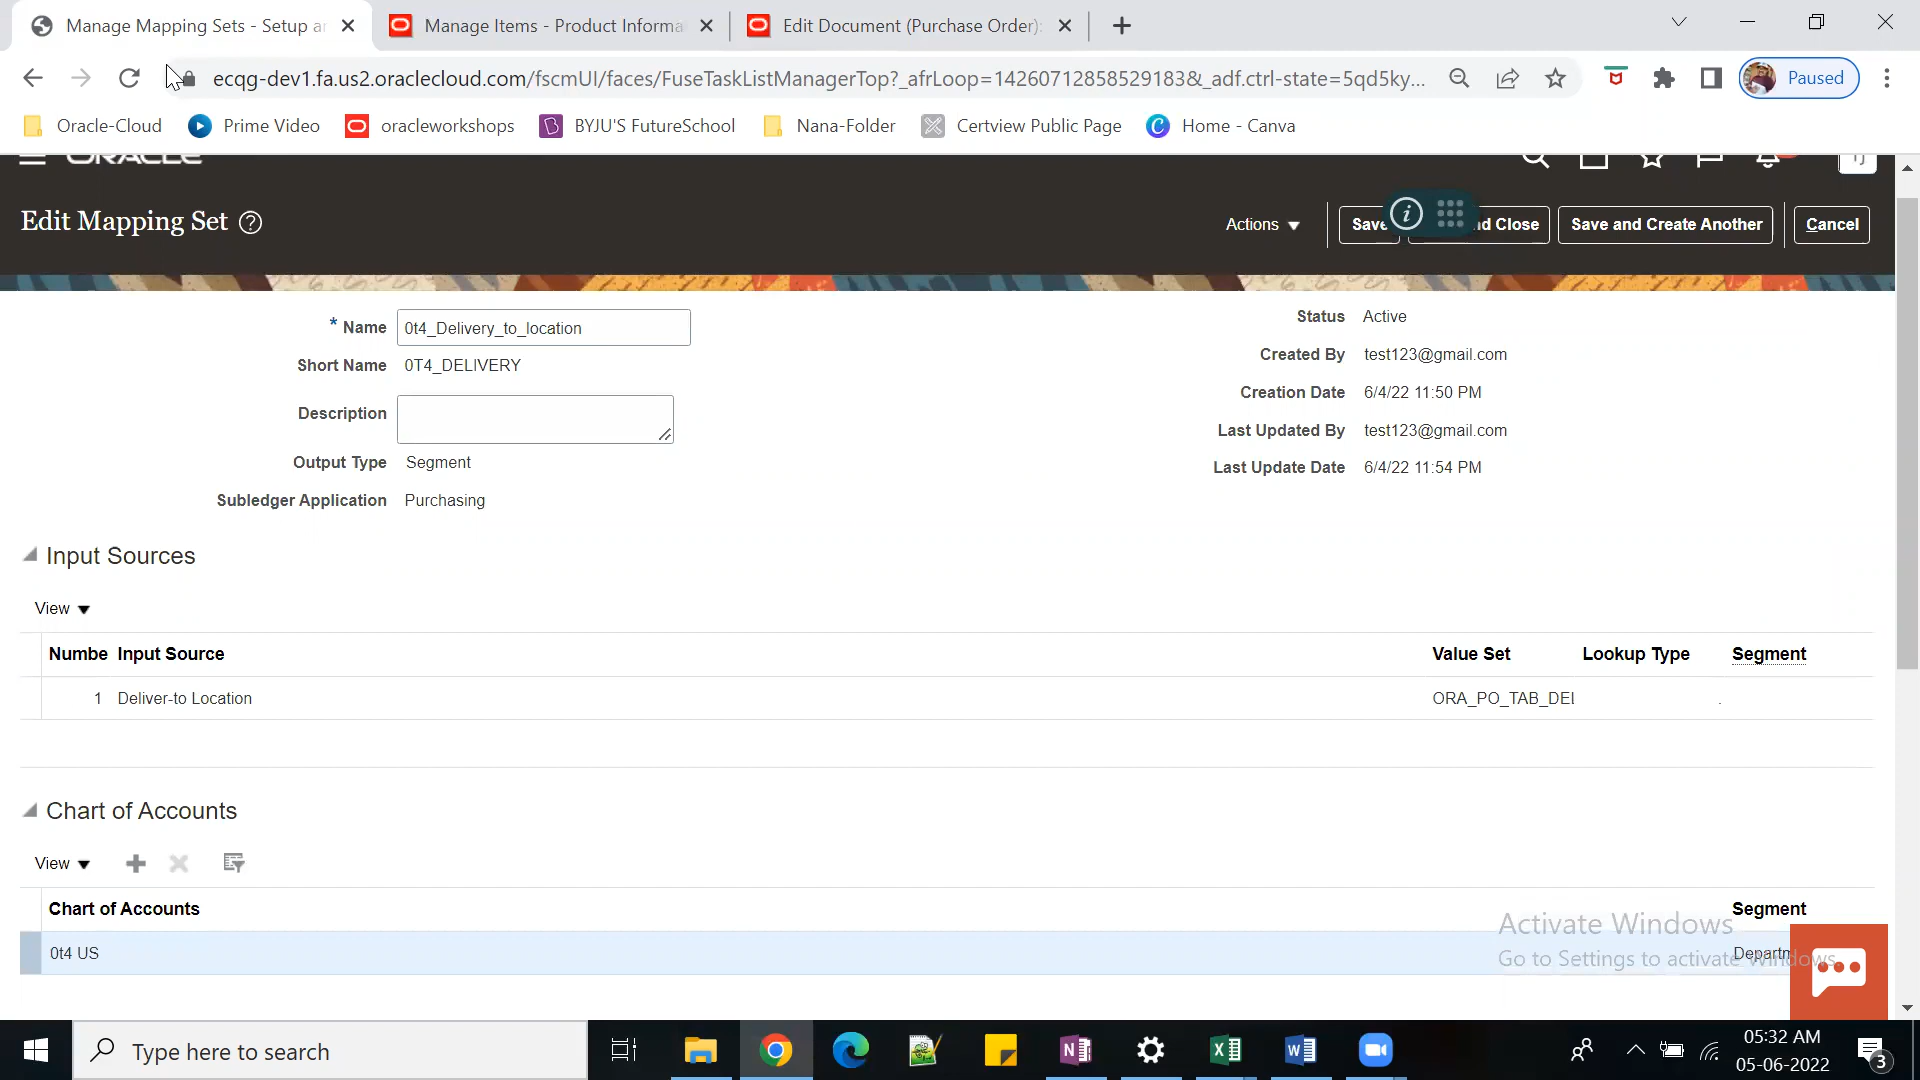 Manage Mapping Sets - Setup ar
Manage Items - Product Informa
Edit Document (Purchase Order):
ecqg-dev1.fa.us2.oraclecloud.com/fscmUI/faces/FuseTaskListManagerTop?_afrLoop=14260712858529183&_adf.ctrl-state=5qd5ky...
Paused
Oracle-Cloud
Prime Video
oracleworkshops
BYJU'S FutureSchool
Nana-Folder
Certview Public Page
Home - Canva
ORACLE
Edit Mapping Set
Actions
Save
nd Close
Save and Create Another
Cancel
* Name 0t4_Delivery_to_location
Short Name 0T4_DELIVERY
Description
Output Type Segment
Subledger Application Purchasing
Status Active
Created By test123@gmail.com
Creation Date 6/4/22 11:50 PM
Last Updated By test123@gmail.com
Last Update Date 6/4/22 11:54 PM
Input Sources
View
Numbe Input Source Value Set Lookup Type Segment
1 Deliver-to Location ORA_PO_TAB_DEI .
Chart of Accounts
View
Chart of Accounts Segment
0t4 US Departm
Activate Windows
Go to Settings to activate Windows.
Type here to search
05:32 AM
05-06-2022
3